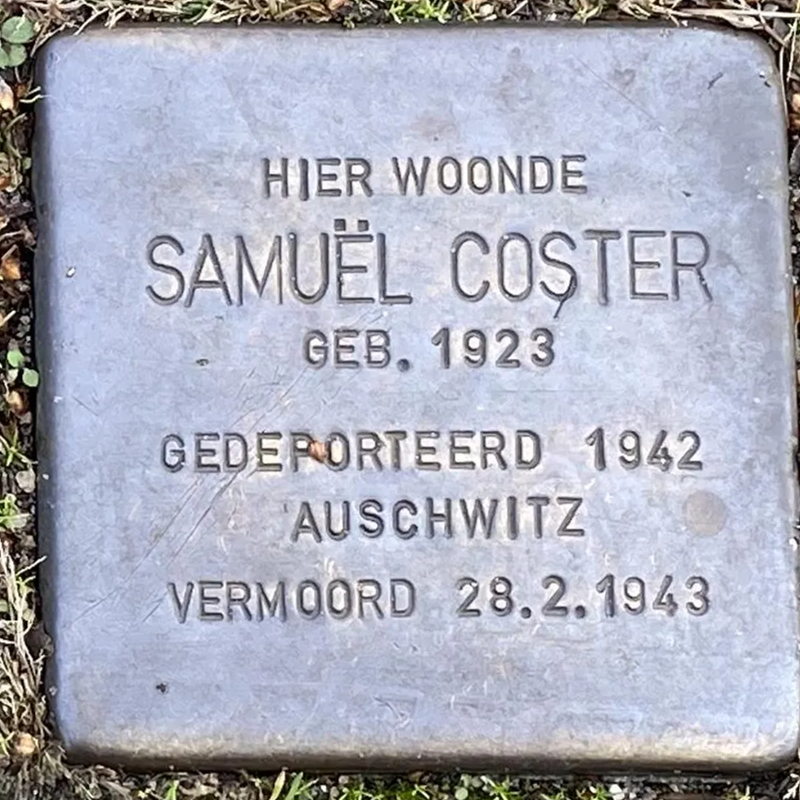 HIER WOONDE
SAMUËL COSTER
GEB. 1923
GEDEPORTEERD 1942
AUSCHWITZ
VERMOORD 28.2.1943